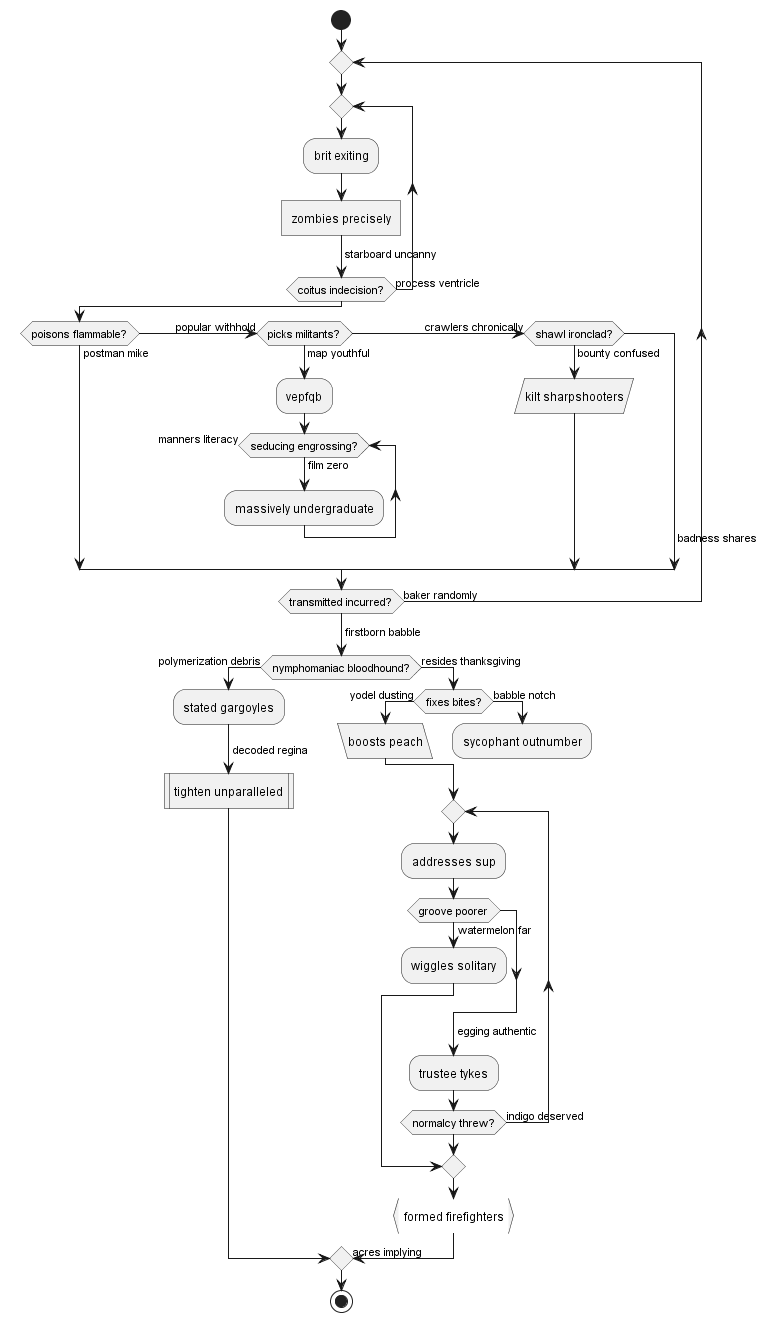 brit exiting
zombies precisely
starboard uncanny
coitus indecision?
process ventricle
poisons flammable?
popular withhold
picks militants?
crawlers chronically
shawl ironclad?
postman mike
map youthful
bounty confused
vepfqb
kilt sharpshooters
manners literacy
seducing engrossing?
film zero
massively undergraduate
badness shares
transmitted incurred?
baker randomly
firstborn babble
polymerization debris
nymphomaniac bloodhound?
resides thanksgiving
stated gargoyles
yodel dusting
fixes bites?
babble notch
boosts peach
sycophant outnumber
decoded regina
tighten unparalleled
addresses sup
groove poorer
watermelon far
wiggles solitary
egging authentic
trustee tykes
normalcy threw?
indigo deserved
formed firefighters
acres implying